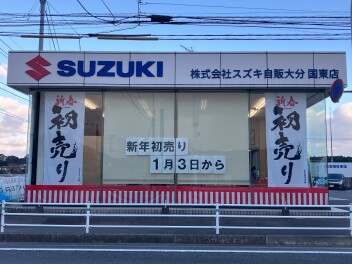 SUZUKI
株式会社スズキ自販大分 国東店
新春
初売り
新年初売り
1月3日から
新春
初売り